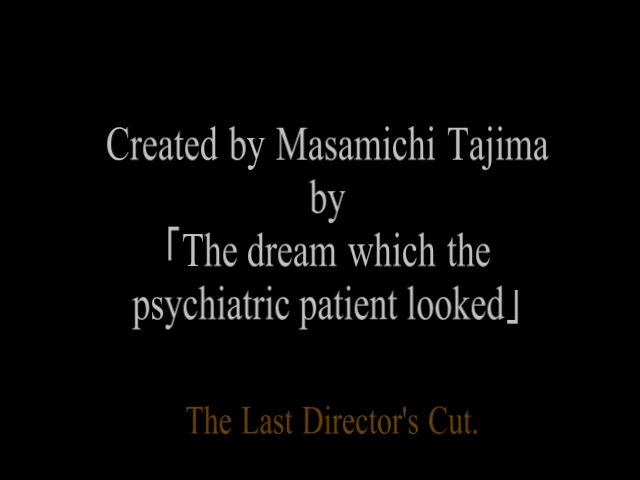 Created by Masamichi Tajima
by
「The dream which the
psychiatric patient looked」
The Last Director's Cut.